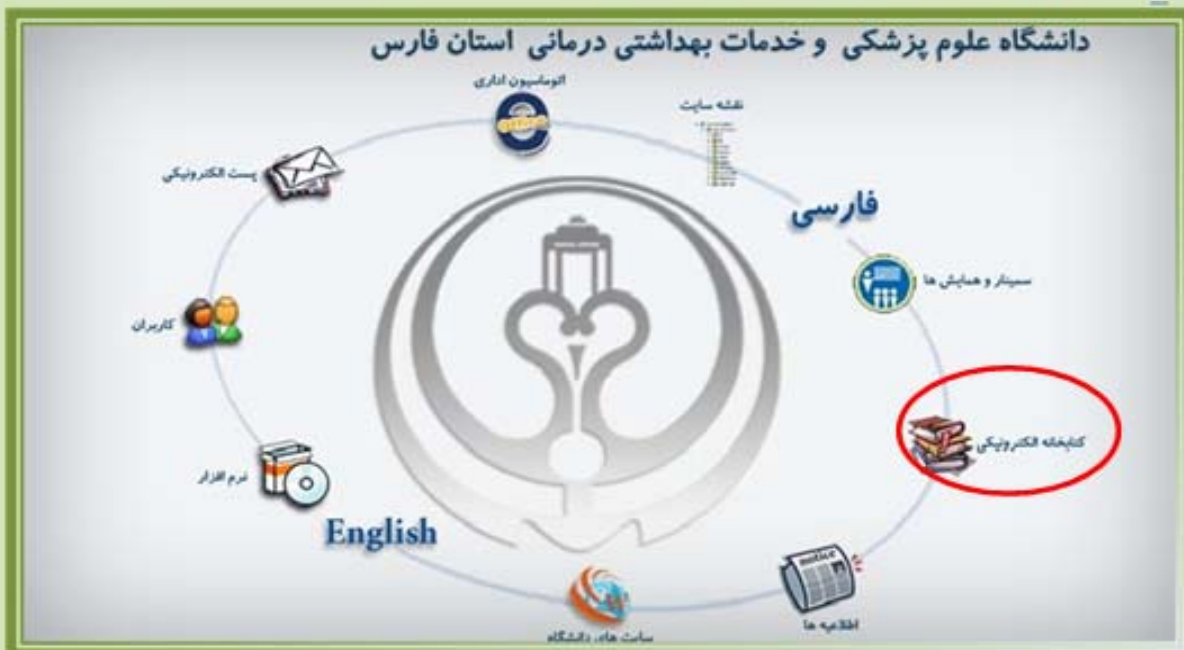 دانشگاه علوم پزشکی و خدمات بهداشتی درمانی استان فارس
اتوماسیون اداری
نقشه سایت
پست الکترونیکی
فارسی
سمینار و همایش ها
کاربران
کتابخانه الکترونیکی
نرم افزار
English
notice
اطلاعیه ها
سایت های دانشگاه